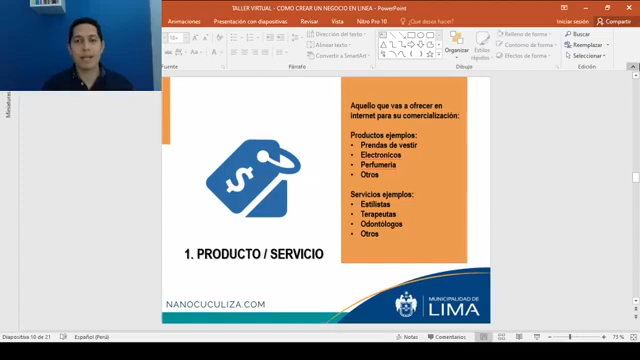 TALLER VIRTUAL - COMO CREAR UN NEGOCIO EN LINEA - PowerPoint
Iniciar sesión
Compartir
Animaciones
Presentación con diapositivas
Revisar
Vista
Nitro Pro 10
¿Qué desea hacer?
Dirección del texto
Alinear texto
Convertir a SmartArt
Organizar
Estilos rápidos
Relleno de forma
Contorno de forma
Efectos de forma
Buscar
Reemplazar
Seleccionar
Fuente
Párrafo
Dibujo
Edición
Miniaturas
$
1. PRODUCTO / SERVICIO
Aquello que vas a ofrecer en
internet para su comercialización:
Productos ejemplos:
• Prendas de vestir
• Electronicos
• Perfumeria
• Otros
Servicios ejemplos:
• Estilistas
• Terapeutas
• Odontólogos
• Otros
NANOCUCULIZA.COM
MUNICIPALIDAD DE
LIMA
Diapositiva 10 de 21
Español (Perú)
Notas
Comentarios
73 %